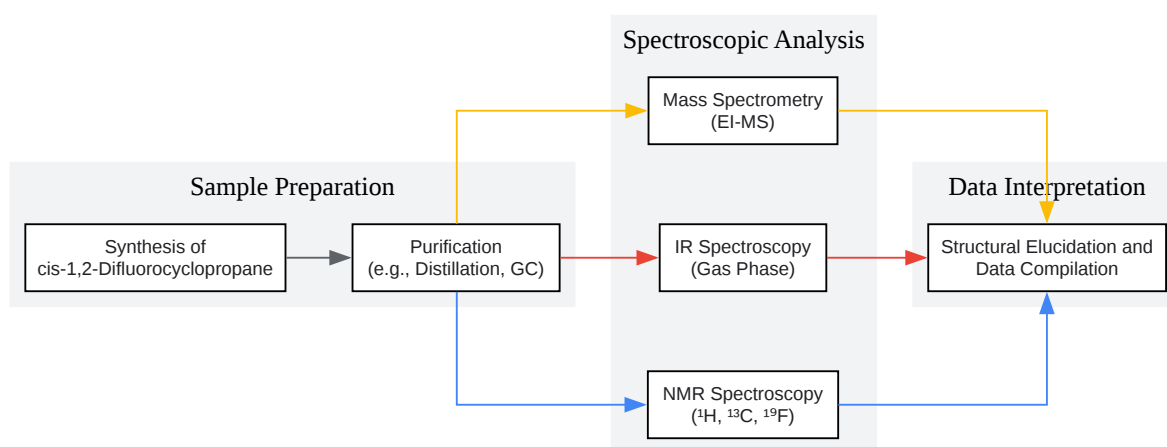 Spectroscopic Analysis
Mass Spectrometry
(EI-MS)
Sample Preparation
Data Interpretation
Synthesis of
cis-1,2-Difluorocyclopropane
Purification
(e.g., Distillation, GC)
IR Spectroscopy
(Gas Phase)
Structural Elucidation and
Data Compilation
NMR Spectroscopy
(¹H, ¹³C, ¹⁹F)